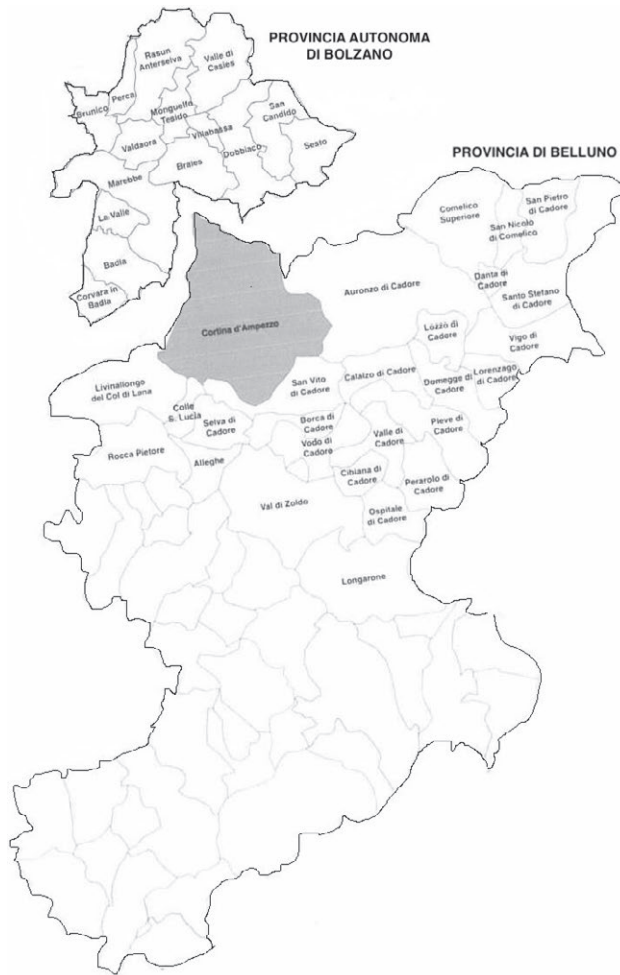 PROVINCIA AUTONOMA
DI BOLZANO
Rasun
Anterselva
Valle di
Casies
Perca
Brunico
Monguelfo
Tesido
San
Candido
Villabassa
Valdaora
Dobbiaco
Sesto
Braies
Marebbe
La Valle
Badia
Corvara in
Badia
PROVINCIA DI BELLUNO
Comelico
Superiore
San Pietro
di Cadore
San Nicolò
di Comelico
Danta di
Cadore
Santo Stefano
di Cadore
Auronzo di Cadore
Cortina d'Ampezzo
Lozzo di
Cadore
Vigo di
Cadore
Livinallongo
del Col di Lana
San Vito
di Cadore
Calalzo di Cadore
Domegge di
Cadore
Lorenzago
di Cadore
Colle
S. Lucia
Selva di
Cadore
Borca di
Cadore
Vodo di
Cadore
Valle di
Cadore
Pieve di
Cadore
Rocca Pietore
Alleghe
Cibiana di
Cadore
Perarolo di
Cadore
Val di Zoldo
Ospitale
di Cadore
Longarone